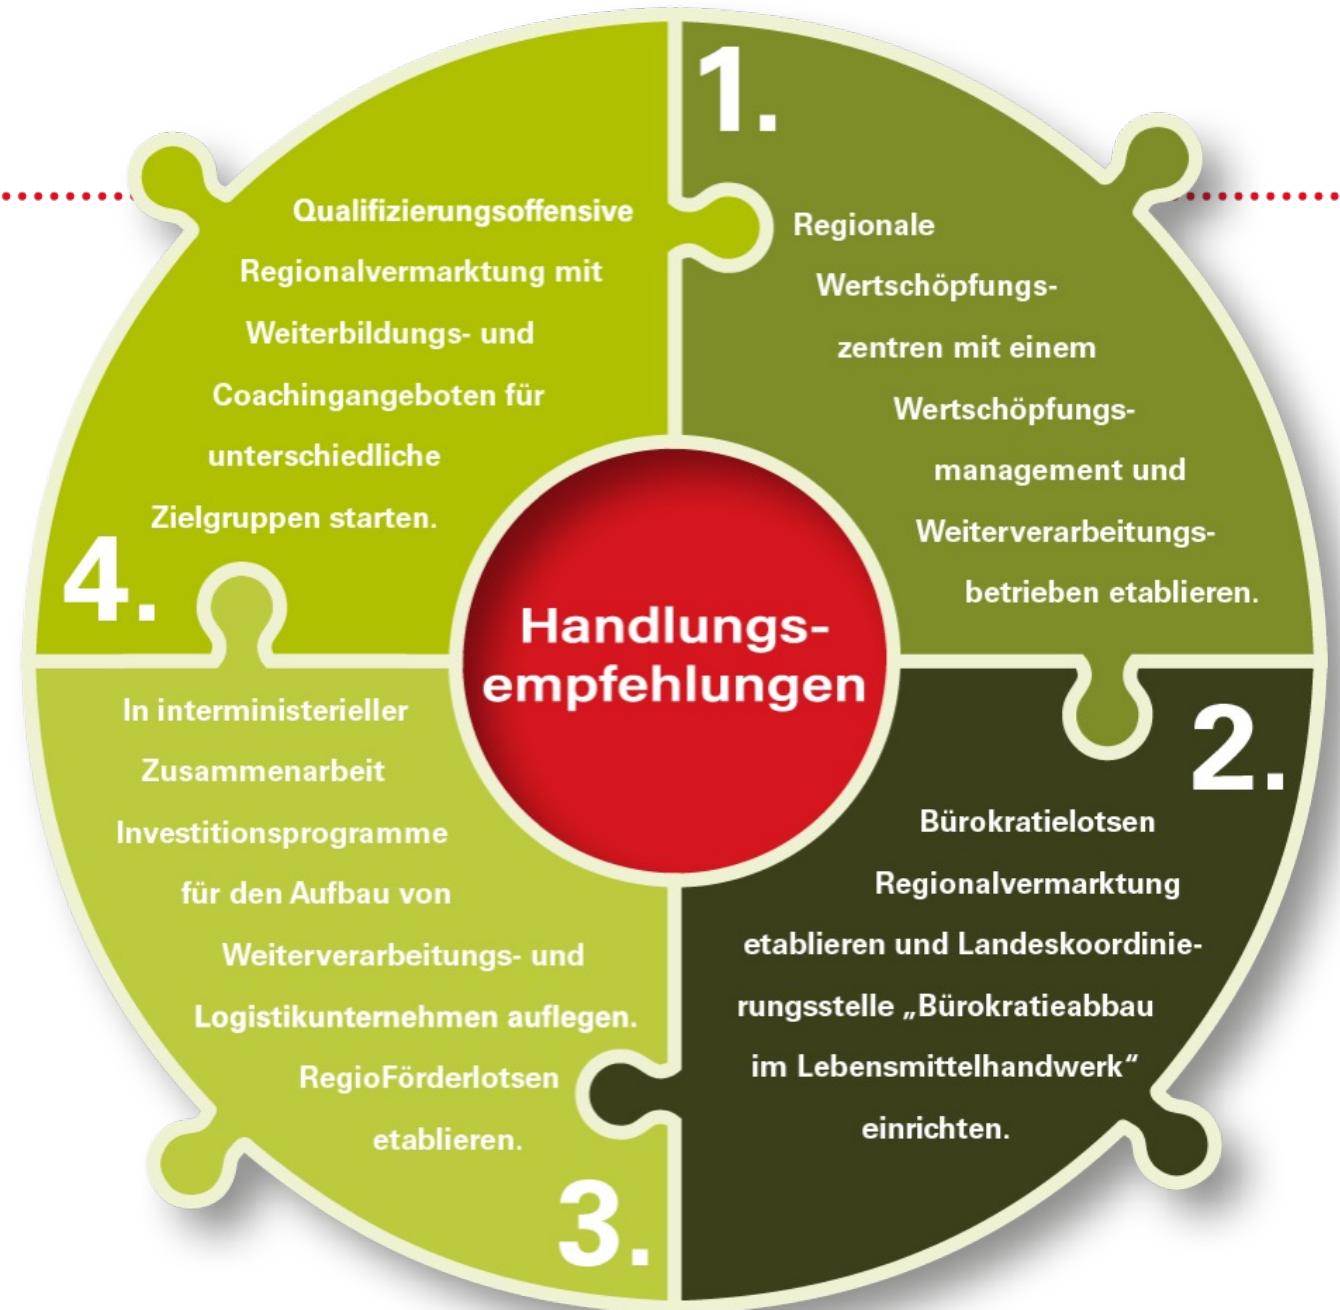 Handlungs-
empfehlungen
1.
Regionale
Wertschöpfungs-
zentren mit einem
Wertschöpfungs-
management und
Weiterverarbeitungs-
betrieben etablieren.
2.
Bürokratielotsen
Regionalvermarktung
etablieren und Landeskoordinie-
rungsstelle „Bürokratieabbau
im Lebensmittelhandwerk“
einrichten.
In interministerieller
Zusammenarbeit
Investitionsprogramme
für den Aufbau von
Weiterverarbeitungs- und
Logistikunternehmen auflegen.
RegioFörderlotsen
etablieren.
3.
Qualifizierungsoffensive
Regionalvermarktung mit
Weiterbildungs- und
Coachingangeboten für
unterschiedliche
Zielgruppen starten.
4.